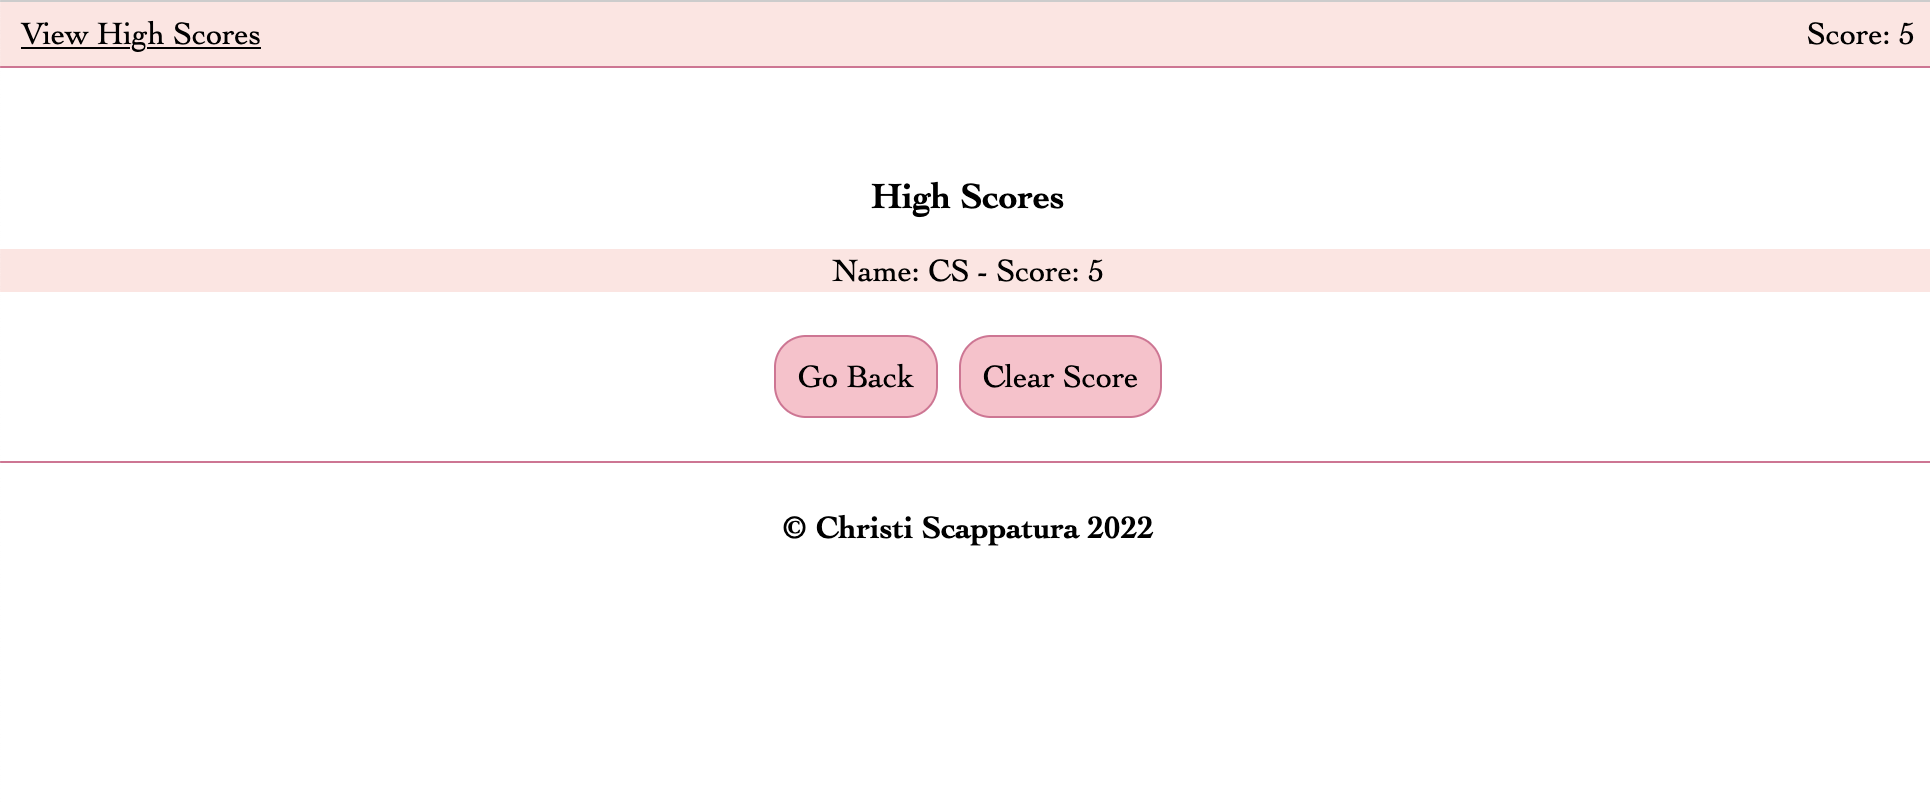 View High Scores
Score: 5
High Scores
Name: CS - Score: 5
Go Back
Clear Score
© Christi Scappatura 2022